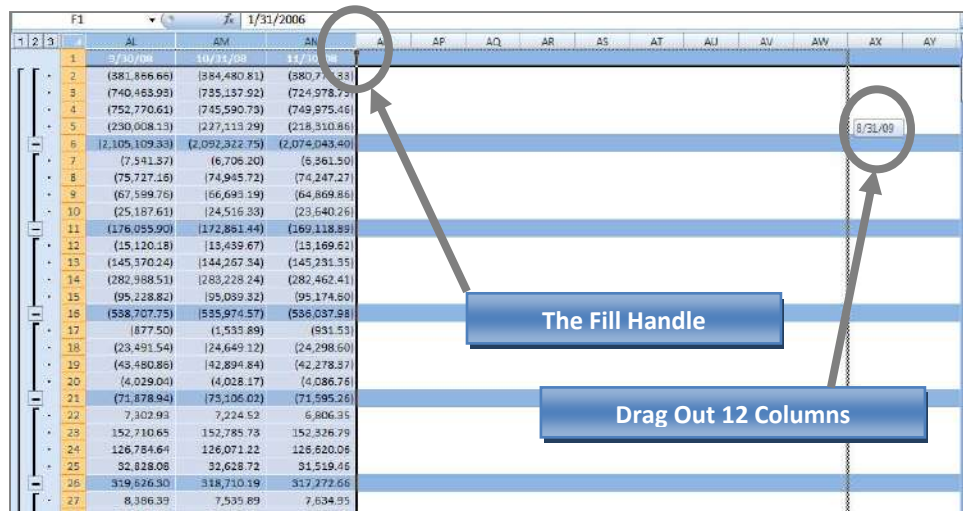 F1 fx 1/31/2006
1 2 3 AL AM AN AP AQ AR AS AT AU AV AW AX AY
1 9/30/08 10/31/08
2 (381,866.66) (384,480.81)
3 (740,463.93) (735,137.92)
4 (752,770.61) (745,590.73) (749,975.46)
5 (230,008.13) (227,113.29) (218,310.86) 8/31/09
6 (2,105,109.33) (2,092,322.75) (2,074,043.40)
7 (7,541.37) (6,706.20) (6,361.50)
8 (75,727.16) (74,945.72) (74,247.27)
9 (67,599.76) (66,693.19) (64,869.86)
10 (25,187.61) (24,516.33) (23,640.26)
11 (176,055.90) (172,861.44) (169,118.89)
12 (15,120.18) (13,439.67) (13,169.62)
13 (145,370.24) (144,267.34) (145,231.35)
14 (282,988.51) (283,228.24) (282,462.41)
15 (95,228.82) (95,039.32) (95,174.60)
16 (538,707.75) (535,974.57) (536,037.98)
The Fill Handle
17 (877.50) (1,533.89) (931.53)
18 (23,491.54) (24,649.12) (24,298.60)
19 (43,480.86) (42,894.84) (42,278.37)
20 (4,029.04) (4,028.17) (4,086.76)
21 (71,878.94) (73,106.02) (71,595.26)
Drag Out 12 Columns
22 7,302.93 7,224.52 6,806.35
23 152,710.65 152,785.73 152,326.79
24 126,784.64 126,071.22 126,620.06
25 32,828.08 32,628.72 31,519.46
26 319,626.30 318,710.19 317,272.66
27 8,386.39 7,535.89 7,634.95